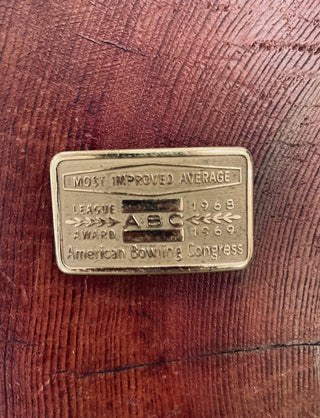 MOST IMPROVED AVERAGE
LEAGUE 1968
ABC
AWARD 1969
American Bowling Congress